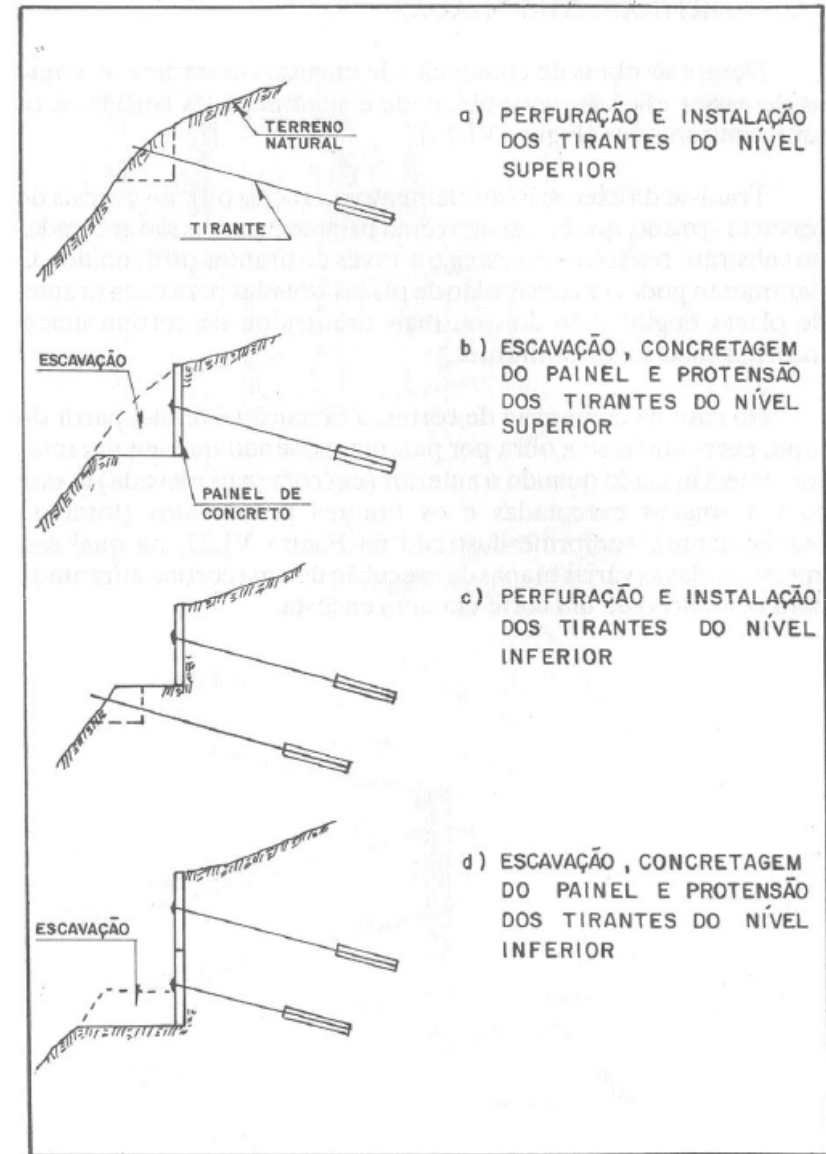 a) PERFURAÇÃO E INSTALAÇÃO
DOS TIRANTES DO NÍVEL
SUPERIOR
TERRENO
NATURAL
TIRANTE
b) ESCAVAÇÃO, CONCRETAGEM
DO PAINEL E PROTENSÃO
DOS TIRANTES DO NÍVEL
SUPERIOR
ESCAVAÇÃO
PAINEL DE
CONCRETO
c) PERFURAÇÃO E INSTALAÇÃO
DOS TIRANTES DO NÍVEL
INFERIOR
d) ESCAVAÇÃO, CONCRETAGEM
DO PAINEL E PROTENSÃO
DOS TIRANTES DO NÍVEL
INFERIOR
ESCAVAÇÃO